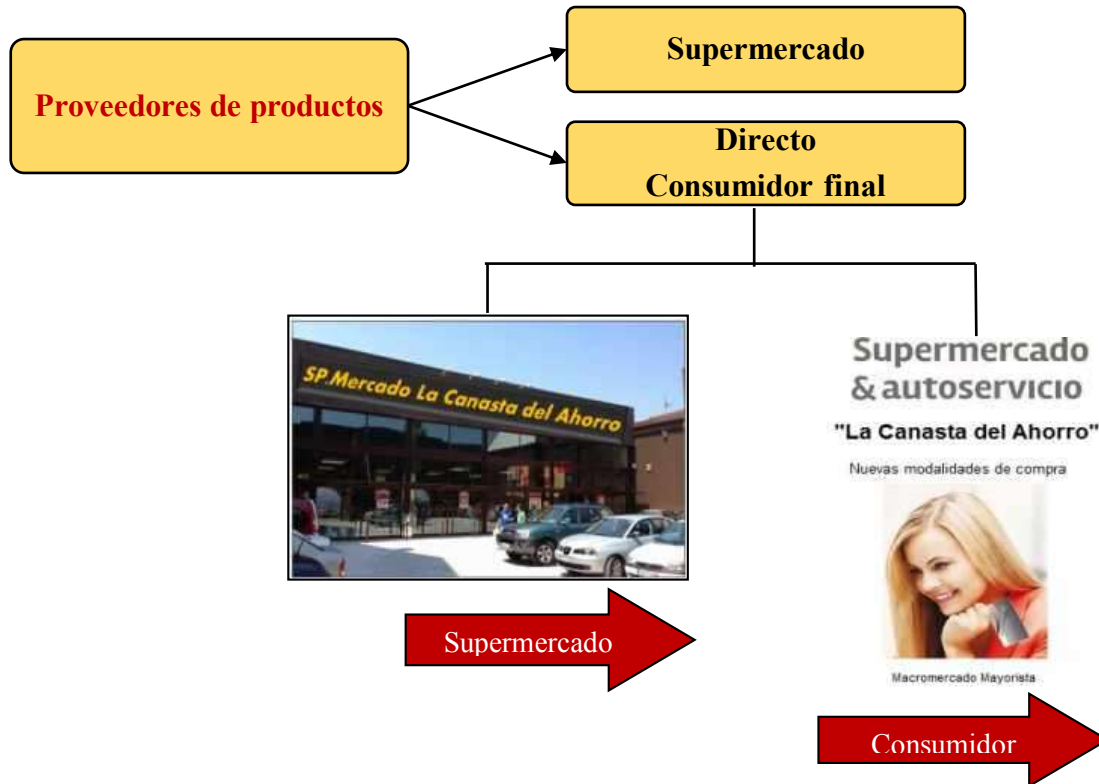 Supermercado
Proveedores de productos
Directo
Consumidor final
SP.Mercado La Canasta del Ahorro
Supermercado
& autoservicio
"La Canasta del Ahorro"
Nuevas modalidades de compra
Macromercado Mayorista
Supermercado
Consumidor